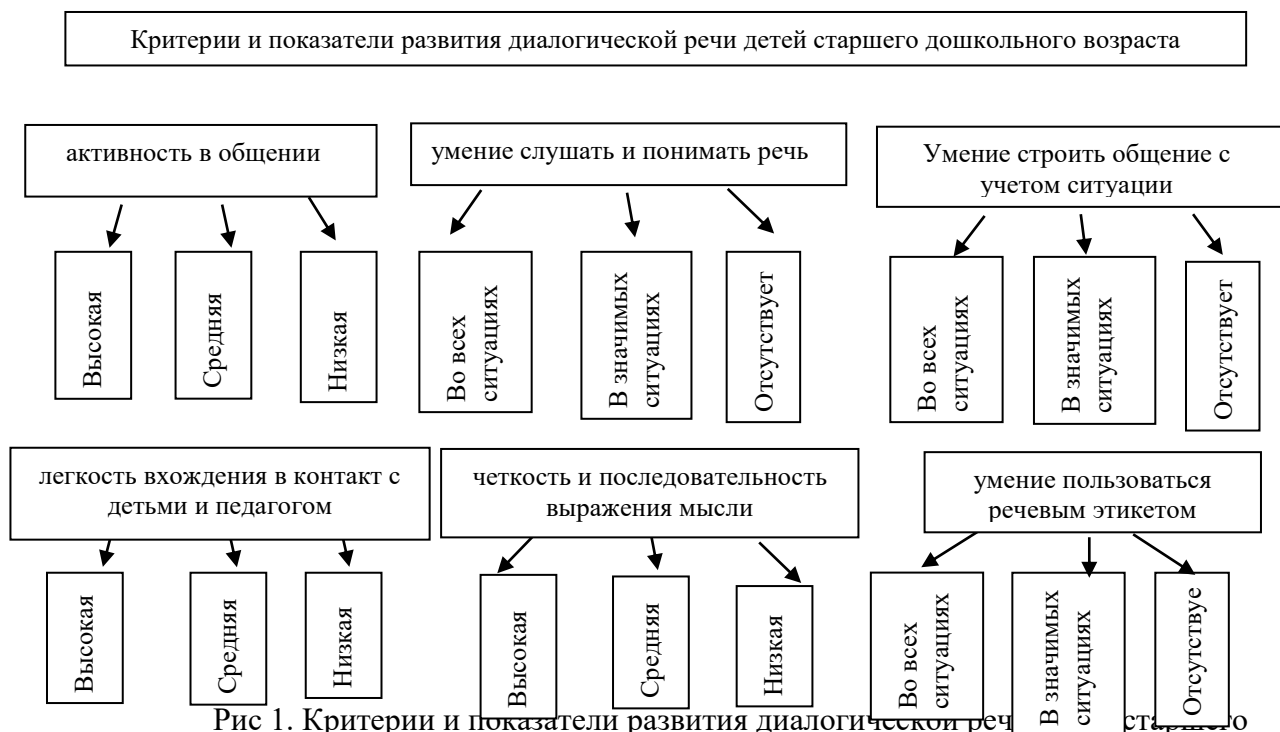 Критерии и показатели развития диалогической речи детей старшего дошкольного возраста
активность в общении
умение слушать и понимать речь
Умение строить общение с
учетом ситуации
Высокая
Средняя
Низкая
Во всех
ситуациях
В значимых
ситуациях
Отсутствует
Во всех
ситуациях
В значимых
ситуациях
Отсутствует
легкость вхождения в контакт с
детьми и педагогом
четкость и последовательность
выражения мысли
умение пользоваться
речевым этикетом
Высокая
Средняя
Низкая
Высокая
Средняя
Низкая
Во всех
ситуациях
В значимых
ситуациях
Отсутствуе
Рис 1. Критерии и показатели развития диалогической реч старшего